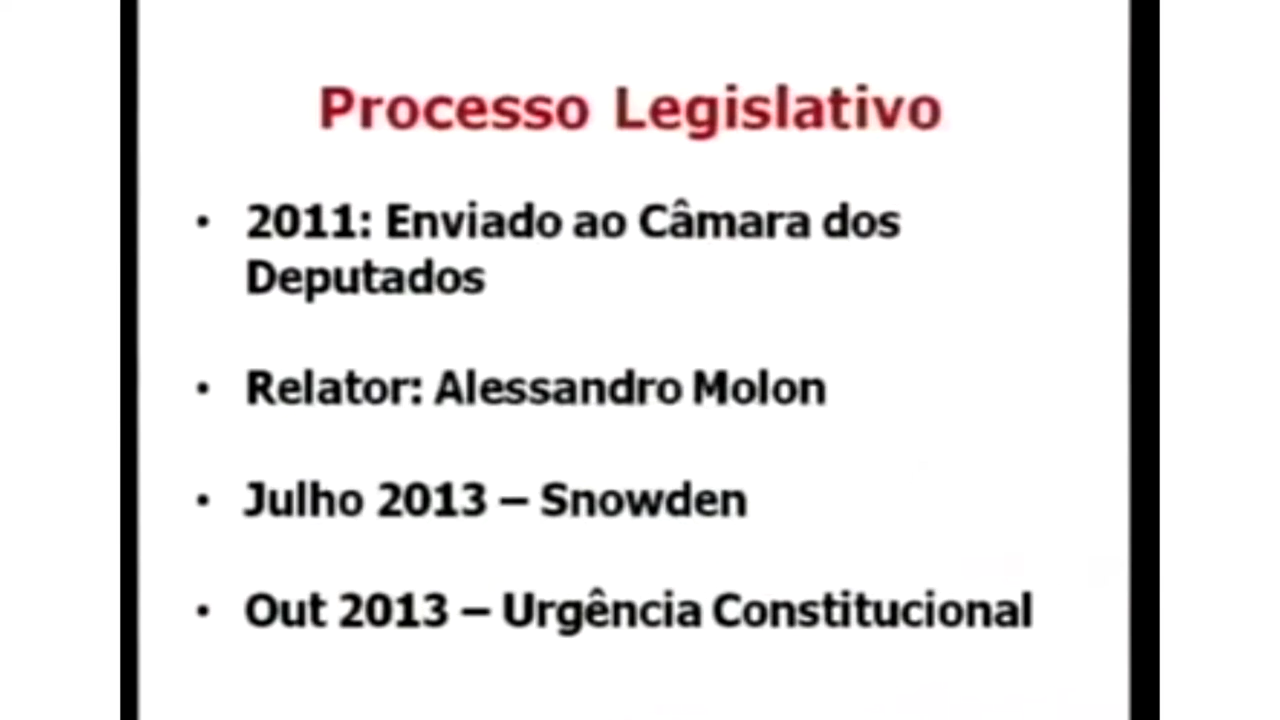 Processo Legislativo
• 2011: Enviado ao Câmara dos
Deputados
• Relator: Alessandro Molon
• Julho 2013 – Snowden
• Out 2013 – Urgência Constitucional